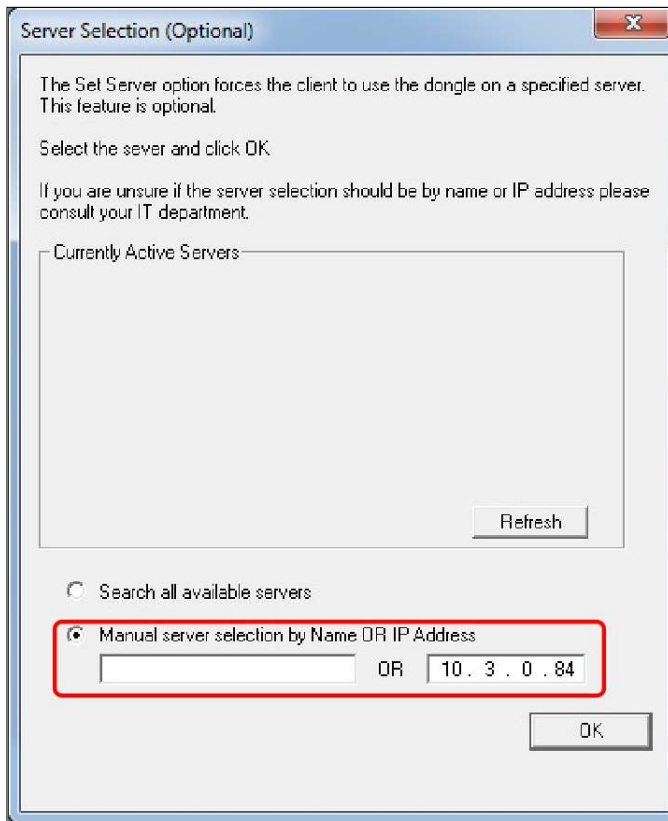 Server Selection (Optional)
X
The Set Server option forces the client to use the dongle on a specified server.
This feature is optional.
Select the sever and click OK
If you are unsure if the server selection should be by name or IP address please
consult your IT department.
Currently Active Servers
Refresh
Search all available servers
Manual server selection by Name OR IP Address
OR 10 . 3 . 0 . 84
OK